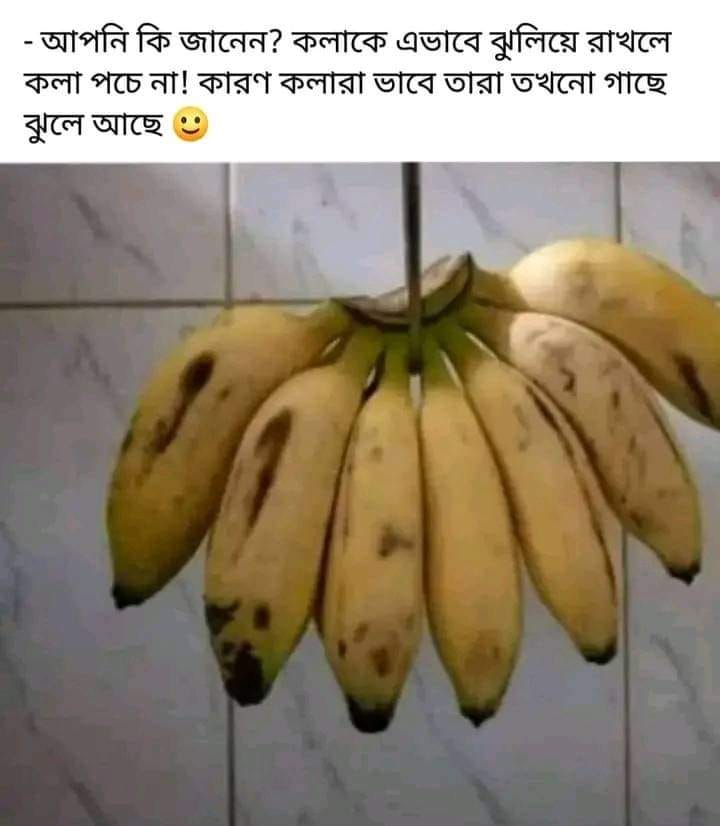 - আপনি কি জানেন? কলাকে এভাবে ঝুলিয়ে রাখলে
কলা পচে না! কারণ কলারা ভাবে তারা তখনো গাছে
ঝুলে আছে 🙂